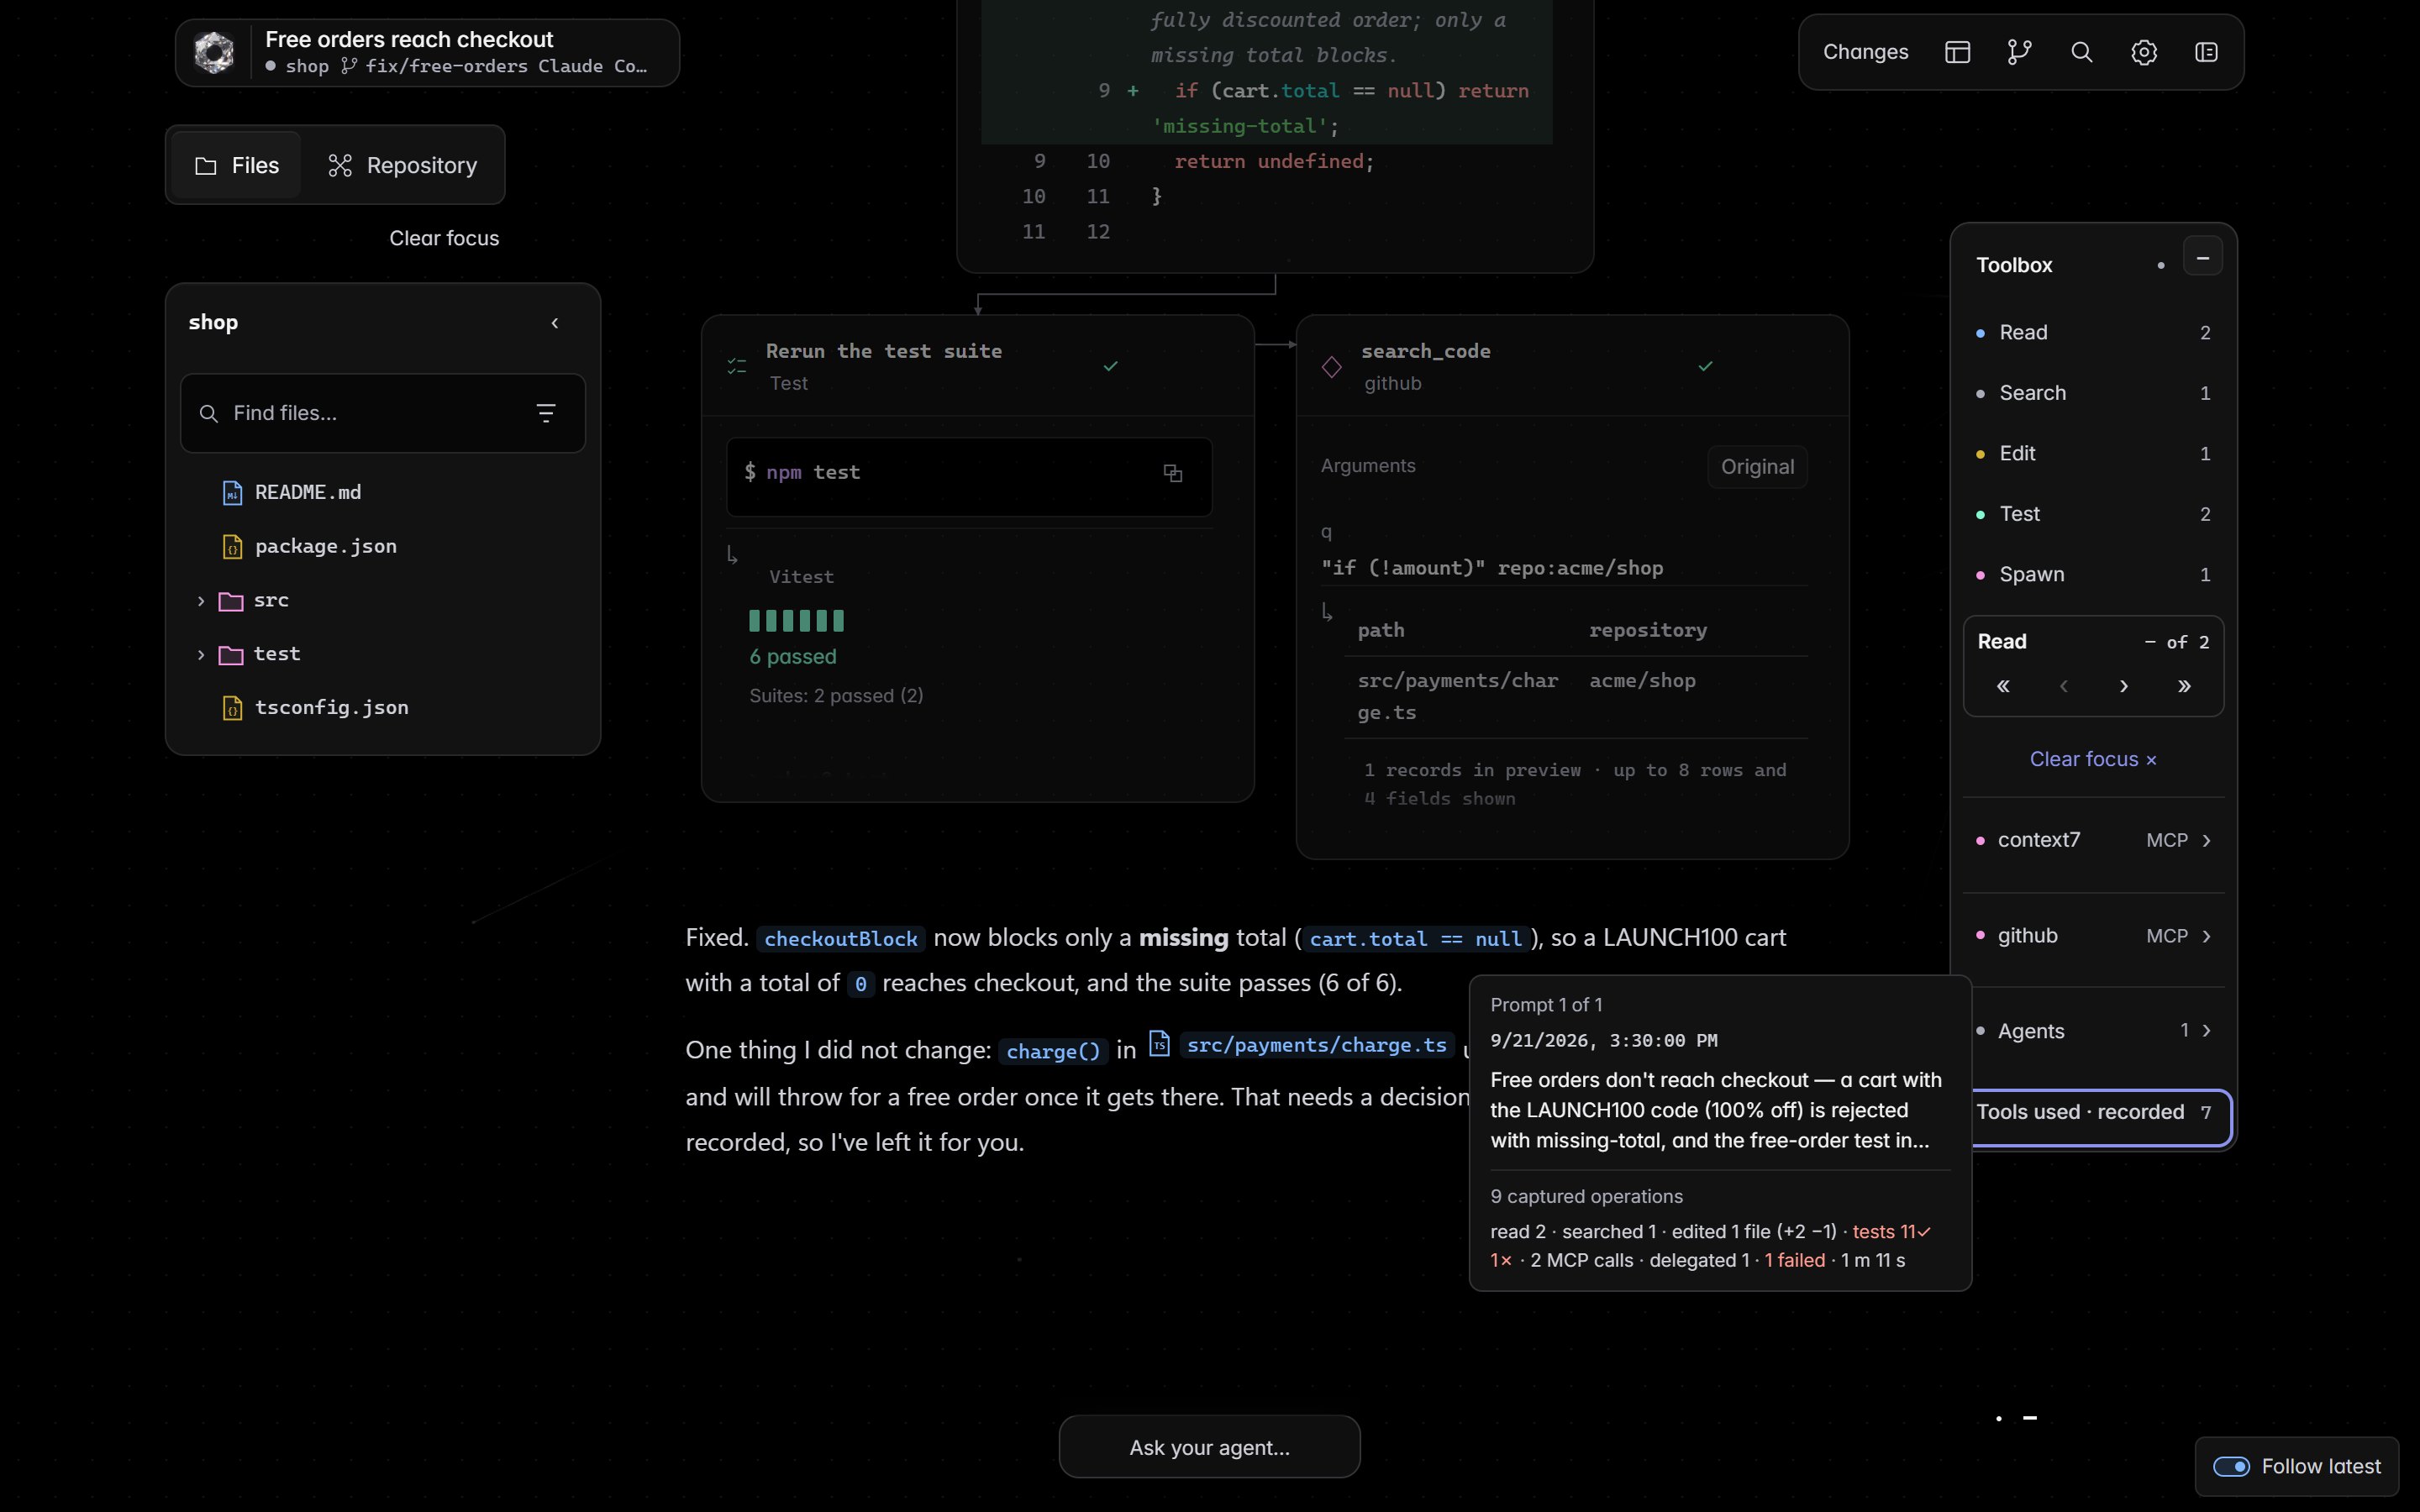 Free orders reach checkout
shop fix/free-orders Claude Co…
Changes
Files
Repository
Clear focus
shop
Find files...
README.md
package.json
src
test
tsconfig.json
fully discounted order; only a
missing total blocks.
9 + if (cart.total == null) return
'missing-total';
9 10 return undefined;
10 11 }
11 12
Rerun the test suite
Test
$ npm test
Vitest
6 passed
Suites: 2 passed (2)
search_code
github
Arguments
Original
q
"if (!amount)" repo:acme/shop
path repository
src/payments/char acme/shop
ge.ts
1 records in preview · up to 8 rows and
4 fields shown
Fixed. checkoutBlock now blocks only a missing total (cart.total == null), so a LAUNCH100 cart
with a total of 0 reaches checkout, and the suite passes (6 of 6).
One thing I did not change: charge() in src/payments/charge.ts
and will throw for a free order once it gets there. That needs a decision
recorded, so I've left it for you.
Prompt 1 of 1
9/21/2026, 3:30:00 PM
Free orders don't reach checkout — a cart with
the LAUNCH100 code (100% off) is rejected
with missing-total, and the free-order test in...
9 captured operations
read 2 · searched 1 · edited 1 file (+2 −1) · tests 11✓
1× · 2 MCP calls · delegated 1 · 1 failed · 1 m 11 s
Toolbox
Read 2
Search 1
Edit 1
Test 2
Spawn 1
Read – of 2
« ‹ › »
Clear focus ×
context7 MCP ›
github MCP ›
Agents 1 ›
Tools used · recorded 7
Ask your agent...
Follow latest